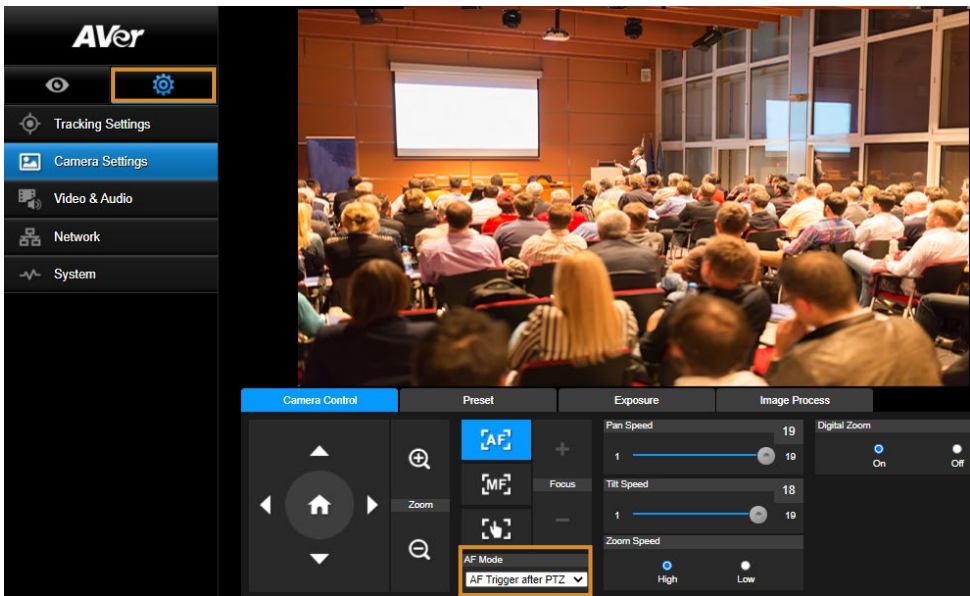 AVer
Tracking Settings
Camera Settings
Video & Audio
Network
System
Camera Control
Preset
Exposure
Image Process
Zoom
[AF]
[MF]
Focus
AF Mode
AF Trigger after PTZ
Pan Speed
19
1
19
Tilt Speed
18
1
19
Zoom Speed
High
Low
Digital Zoom
On
Off